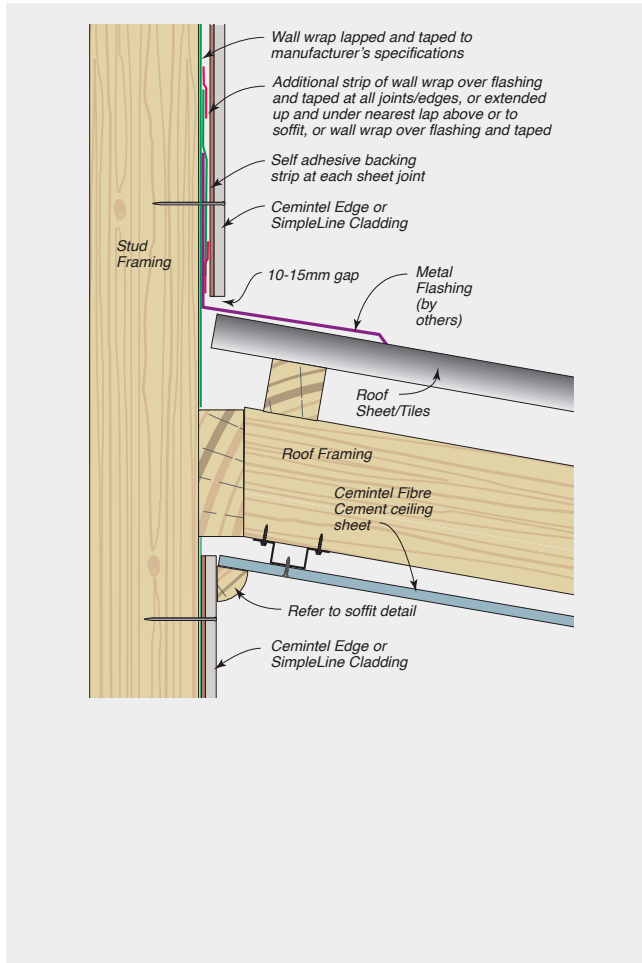 Wall wrap lapped and taped to
manufacturer’s specifications
Additional strip of wall wrap over flashing
and taped at all joints/edges, or extended
up and under nearest lap above or to
soffit, or wall wrap over flashing and taped
Self adhesive backing
strip at each sheet joint
Cemintel Edge or
SimpleLine Cladding
Stud
Framing
10-15mm gap
Metal
Flashing
(by
others)
Roof
Sheet/Tiles
Roof Framing
Cemintel Fibre
Cement ceiling
sheet
Refer to soffit detail
Cemintel Edge or
SimpleLine Cladding